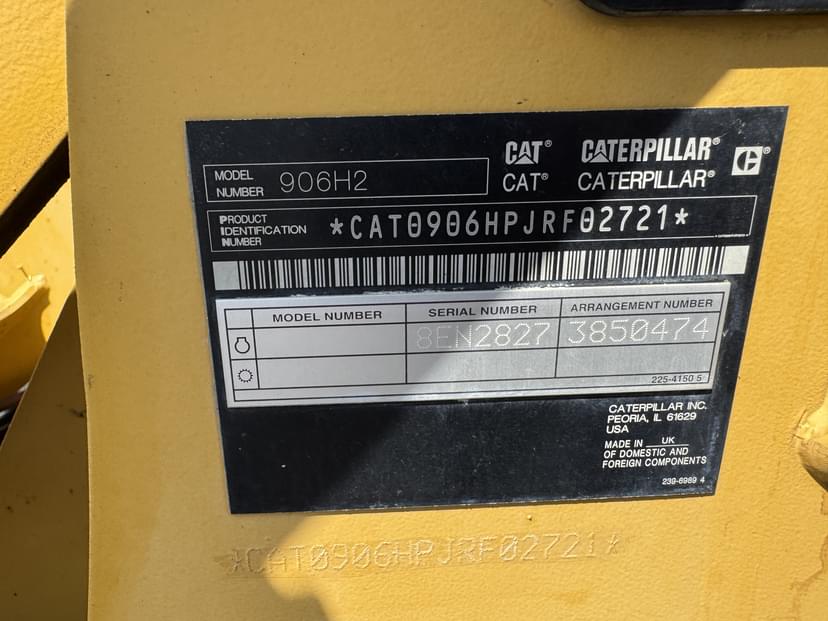 MODEL NUMBER 906H2
CAT® CATERPILLAR®
CAT® CATERPILLAR® C®
PRODUCT IDENTIFICATION NUMBER *CAT0906HPJRF02721*
MODEL NUMBER SERIAL NUMBER ARRANGEMENT NUMBER
8EN2827 3850474
225-4150 5
CATERPILLAR INC.
PEORIA, IL 61629
USA
MADE IN UK
OF DOMESTIC AND
FOREIGN COMPONENTS
239-6989 4
*CAT0906HPJRF02721*